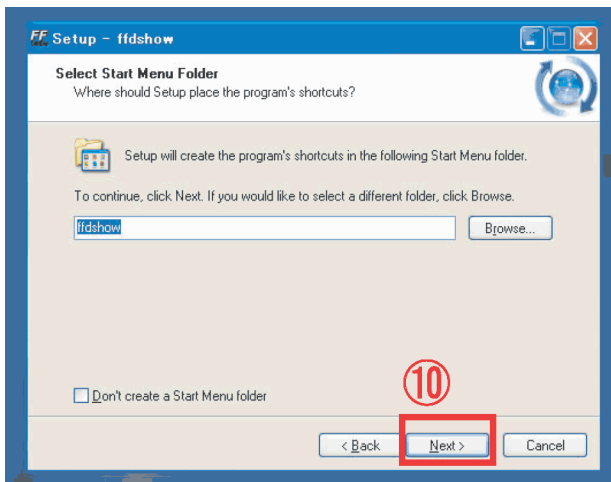 FF Setup - ffdshow
Select Start Menu Folder
Where should Setup place the program's shortcuts?
Setup will create the program's shortcuts in the following Start Menu folder.
To continue, click Next. If you would like to select a different folder, click Browse.
ffdshow
Browse...
Don't create a Start Menu folder
⑩
< Back
Next >
Cancel